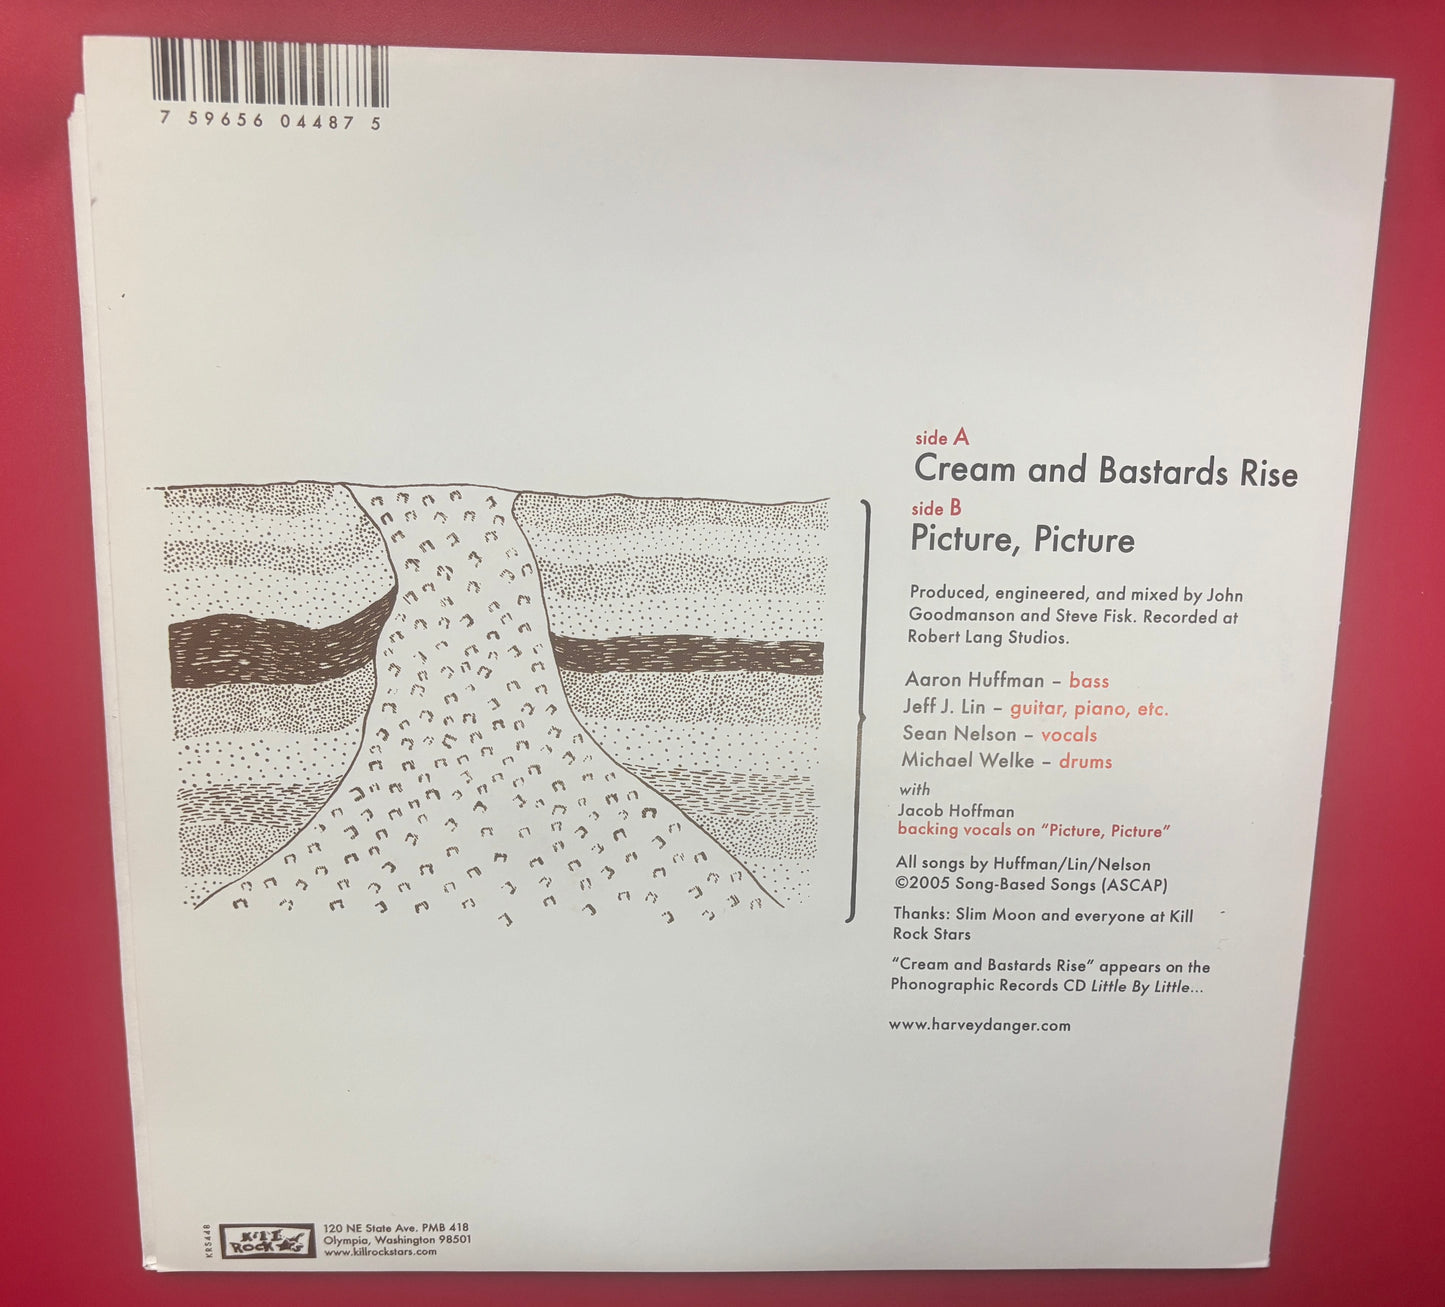 7 59656 04487 5
side A
Cream and Bastards Rise
side B
Picture, Picture
Produced, engineered, and mixed by John
Goodmanson and Steve Fisk. Recorded at
Robert Lang Studios.
Aaron Huffman – bass
Jeff J. Lin – guitar, piano, etc.
Sean Nelson – vocals
Michael Welke – drums
with
Jacob Hoffman
backing vocals on “Picture, Picture”
All songs by Huffman/Lin/Nelson
©2005 Song-Based Songs (ASCAP)
Thanks: Slim Moon and everyone at Kill
Rock Stars
“Cream and Bastards Rise” appears on the
Phonographic Records CD Little By Little...
www.harveydanger.com
KRS448
KILL
ROCK ★S
120 NE State Ave. PMB 418
Olympia, Washington 98501
www.killrockstars.com